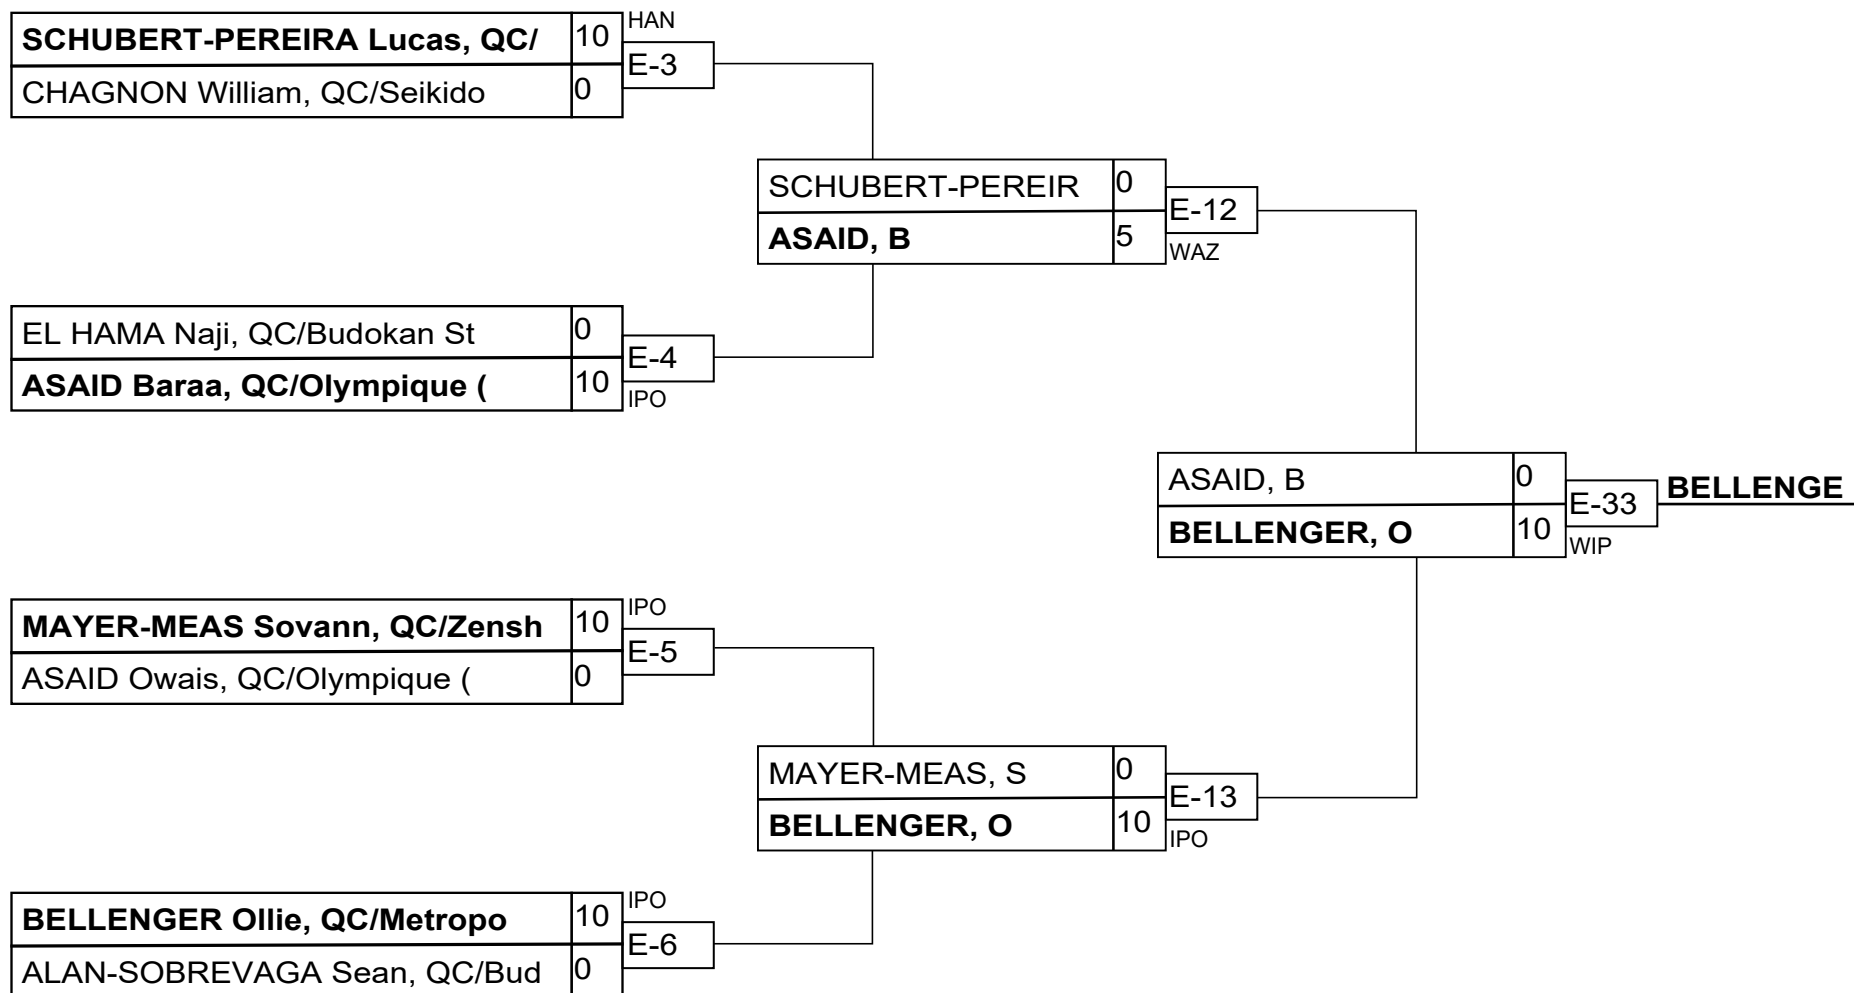 HAN
SCHUBERT-PEREIRA Lucas, QC/ 10
E-3
CHAGNON William, QC/Seikido 0
SCHUBERT-PEREIR 0
E-12
ASAID, B 5
WAZ
EL HAMA Naji, QC/Budokan St 0
E-4
ASAID Baraa, QC/Olympique ( 10
IPO
ASAID, B 0
E-33
BELLENGE
BELLENGER, O 10
WIP
IPO
MAYER-MEAS Sovann, QC/Zensh 10
E-5
ASAID Owais, QC/Olympique ( 0
MAYER-MEAS, S 0
E-13
BELLENGER, O 10
IPO
IPO
BELLENGER Ollie, QC/Metropo 10
E-6
ALAN-SOBREVAGA Sean, QC/Bud 0